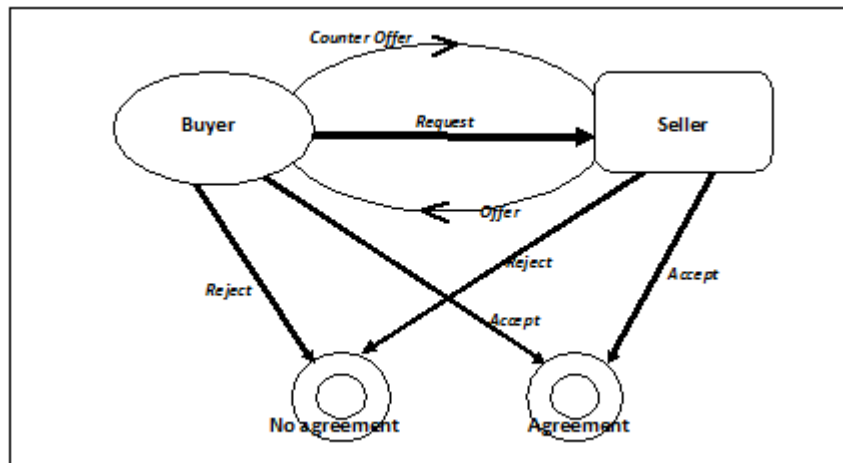 Counter Offer
Buyer
Request
Seller
Offer
Reject
Accept
Reject
Accept
No agreement
Agreement